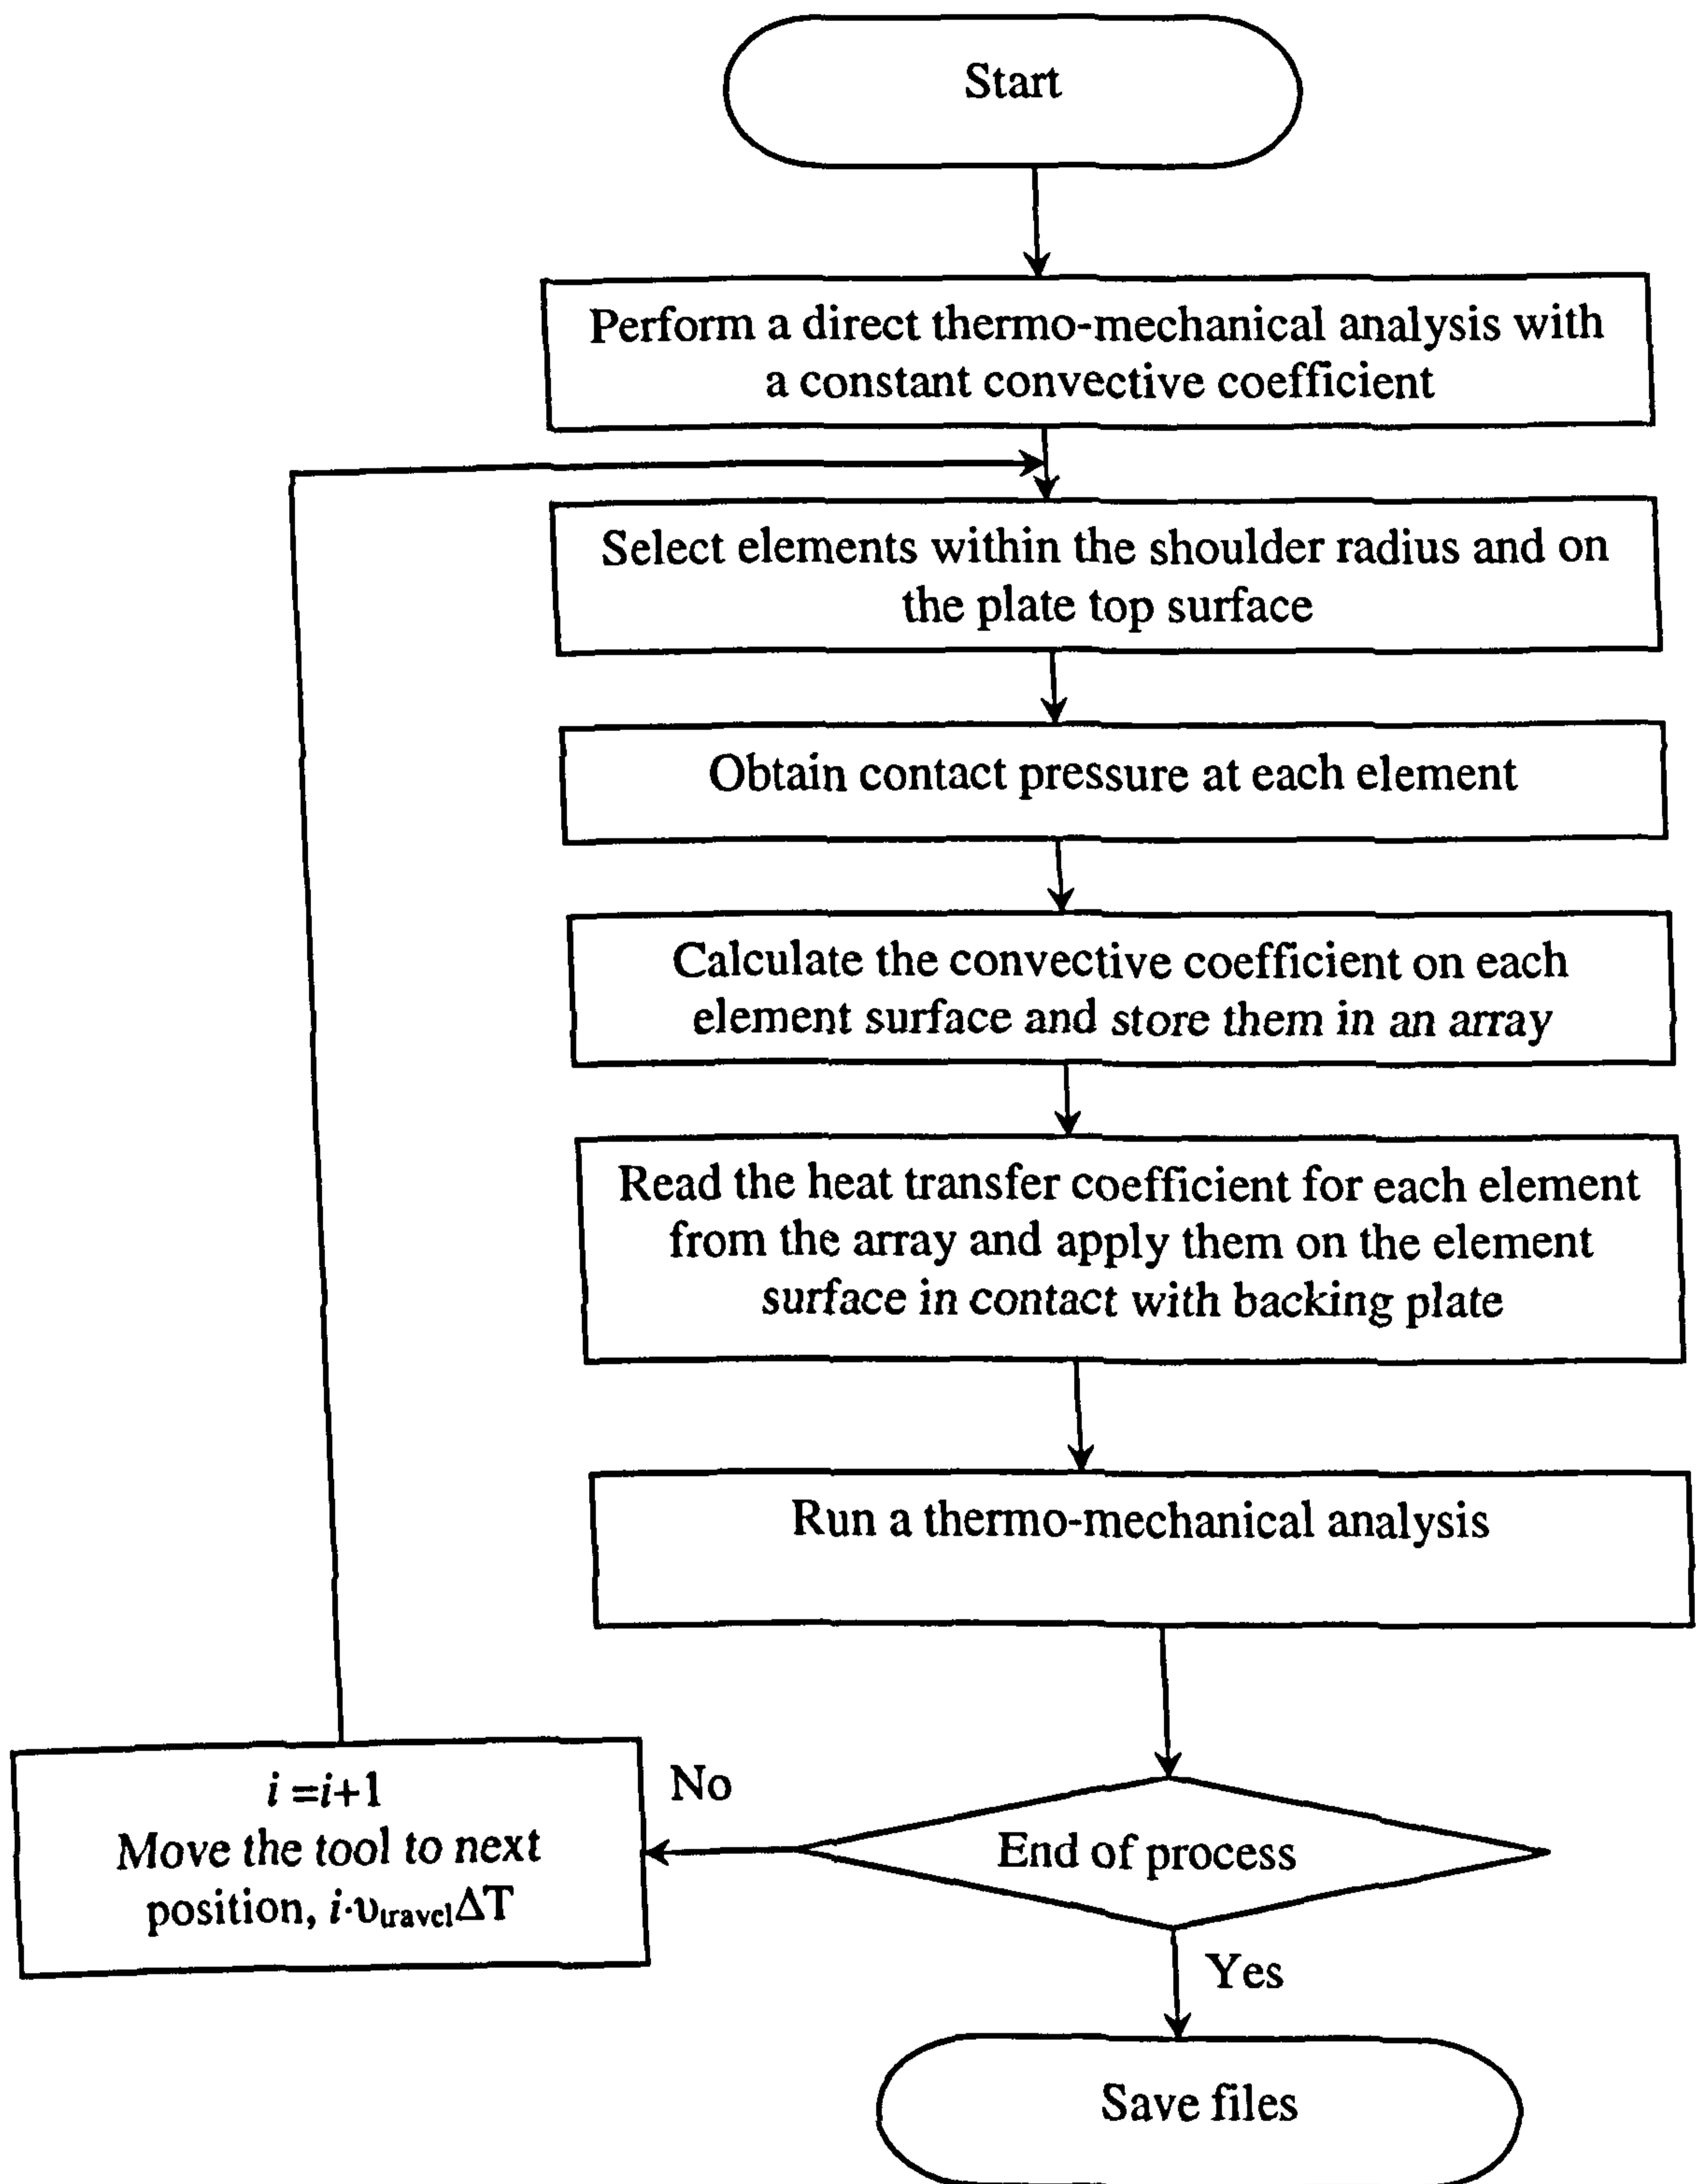 Start
Perform a direct thermo-mechanical analysis with
a constant convective coefficient
Select elements within the shoulder radius and on
the plate top surface
Obtain contact pressure at each element
Calculate the convective coefficient on each
element surface and store them in an array
Read the heat transfer coefficient for each element
from the array and apply them on the element
surface in contact with backing plate
Run a thermo-mechanical analysis
i =i+1
Move the tool to next
position, i·υtravelΔT
No
End of process
Yes
Save files